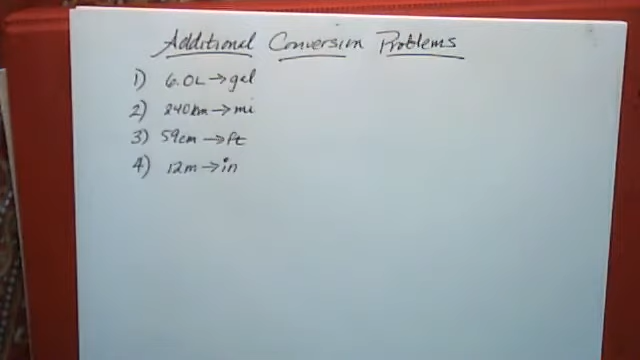 Additional Conversion Problems
1) 6.0L→gal
2) 240km→mi
3) 59cm→ft
4) 12m→in